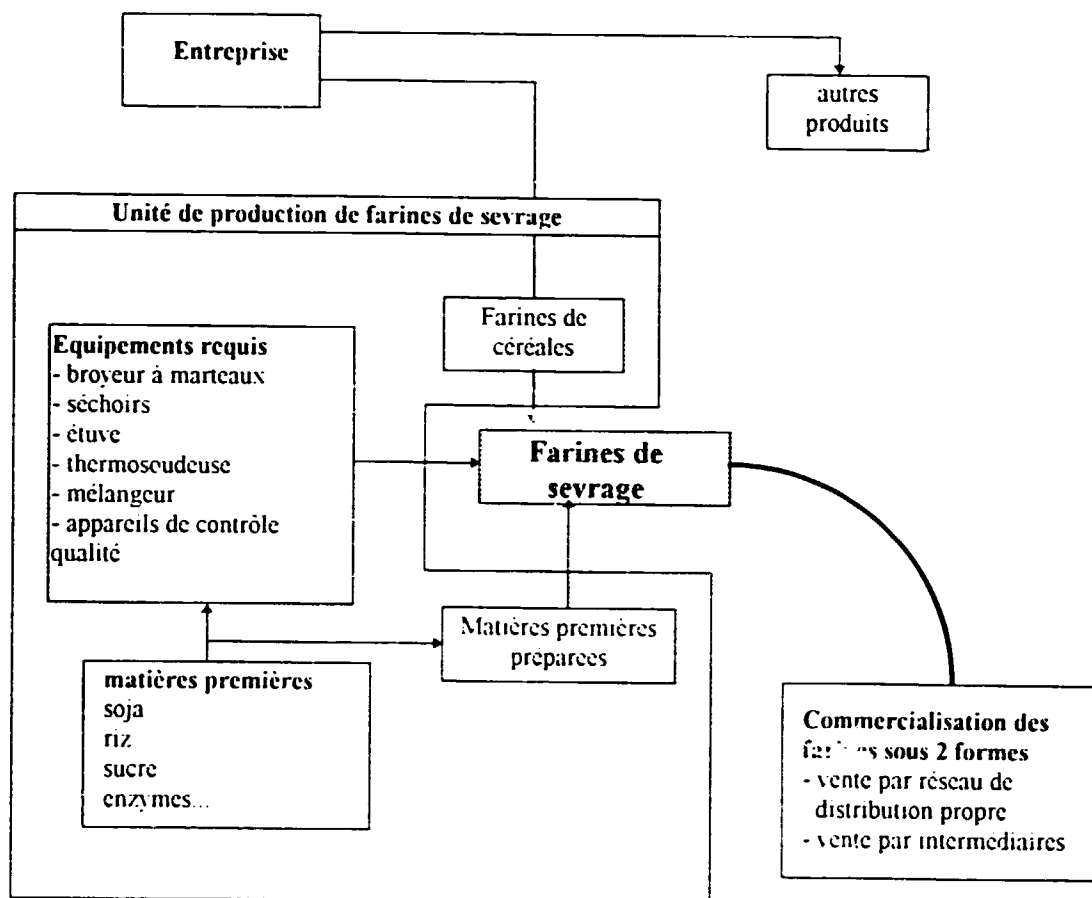 Entreprise
autres
produits
Unité de production de farines de sevrage
Farines de
céréales
Equipements requis
- broyeur à marteaux
- séchoirs
- étuve
- thermosoudeuse
- mélangeur
- appareils de contrôle
qualité
Farines de
sevrage
Matières premières
préparées
matières premières
soja
riz
sucre
enzymes...
Commercialisation des
farines sous 2 formes
- vente par réseau de
distribution propre
- vente par intermédiaires